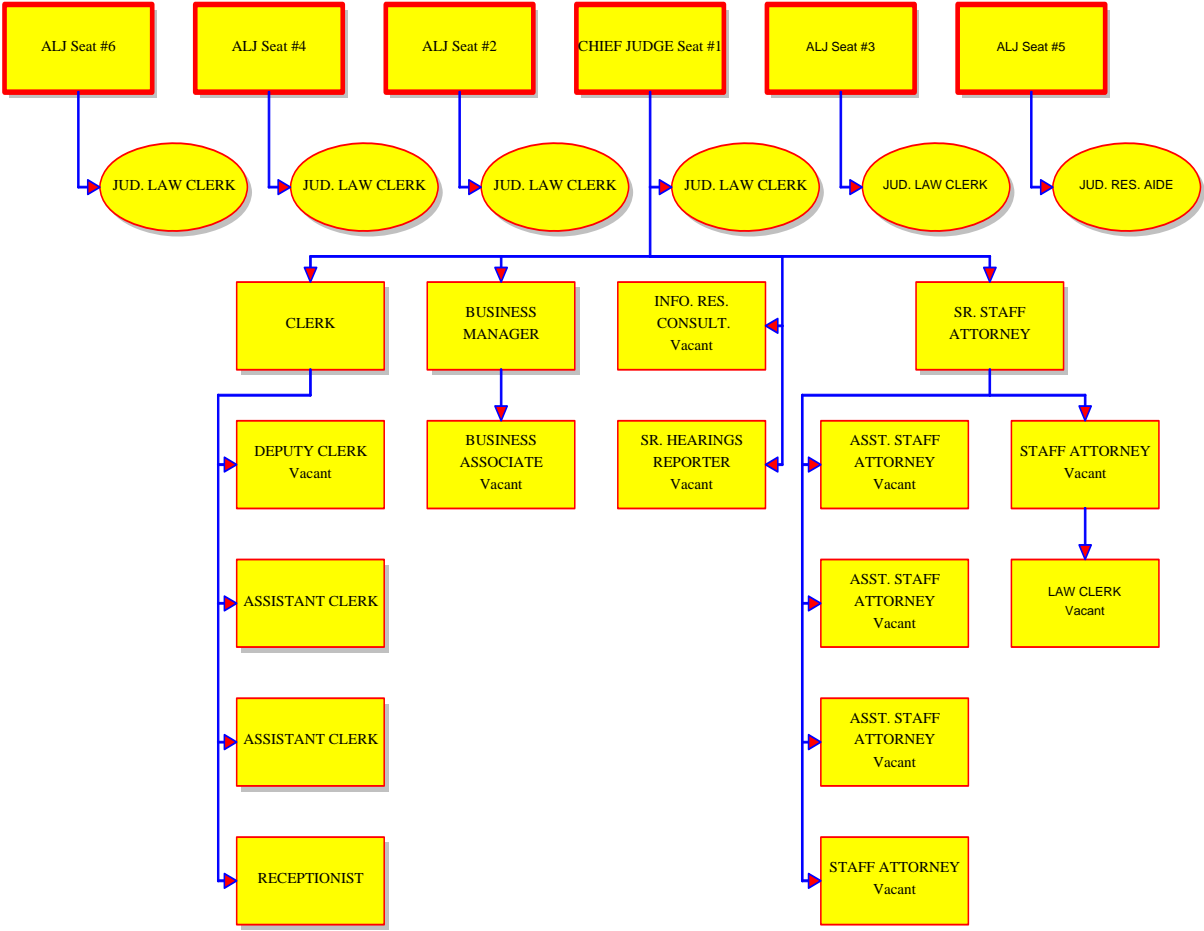 ALJ Seat #6
ALJ Seat #4
ALJ Seat #2
CHIEF JUDGE Seat #1
ALJ Seat #3
ALJ Seat #5
JUD. LAW CLERK
JUD. LAW CLERK
JUD. LAW CLERK
JUD. LAW CLERK
JUD. LAW CLERK
JUD. RES. AIDE
CLERK
BUSINESS
MANAGER
INFO. RES.
CONSULT.
Vacant
SR. STAFF
ATTORNEY
DEPUTY CLERK
Vacant
BUSINESS
ASSOCIATE
Vacant
SR. HEARINGS
REPORTER
Vacant
ASST. STAFF
ATTORNEY
Vacant
STAFF ATTORNEY
Vacant
ASSISTANT CLERK
ASST. STAFF
ATTORNEY
Vacant
LAW CLERK
Vacant
ASSISTANT CLERK
ASST. STAFF
ATTORNEY
Vacant
RECEPTIONIST
STAFF ATTORNEY
Vacant